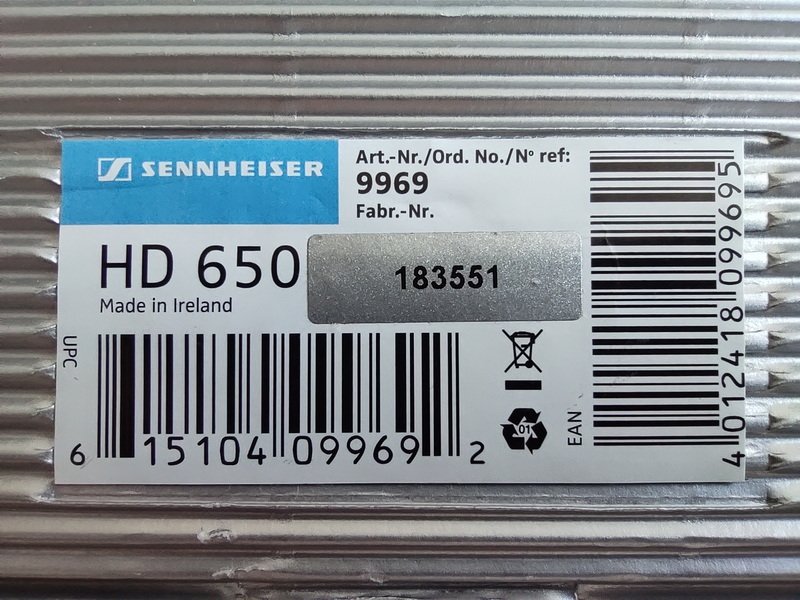 SENNHEISER
Art.-Nr./Ord. No./N° ref:
9969
Fabr.-Nr.
HD 650
183551
Made in Ireland
UPC
6 15104 09969 2
01
EAN
4 012418 099695